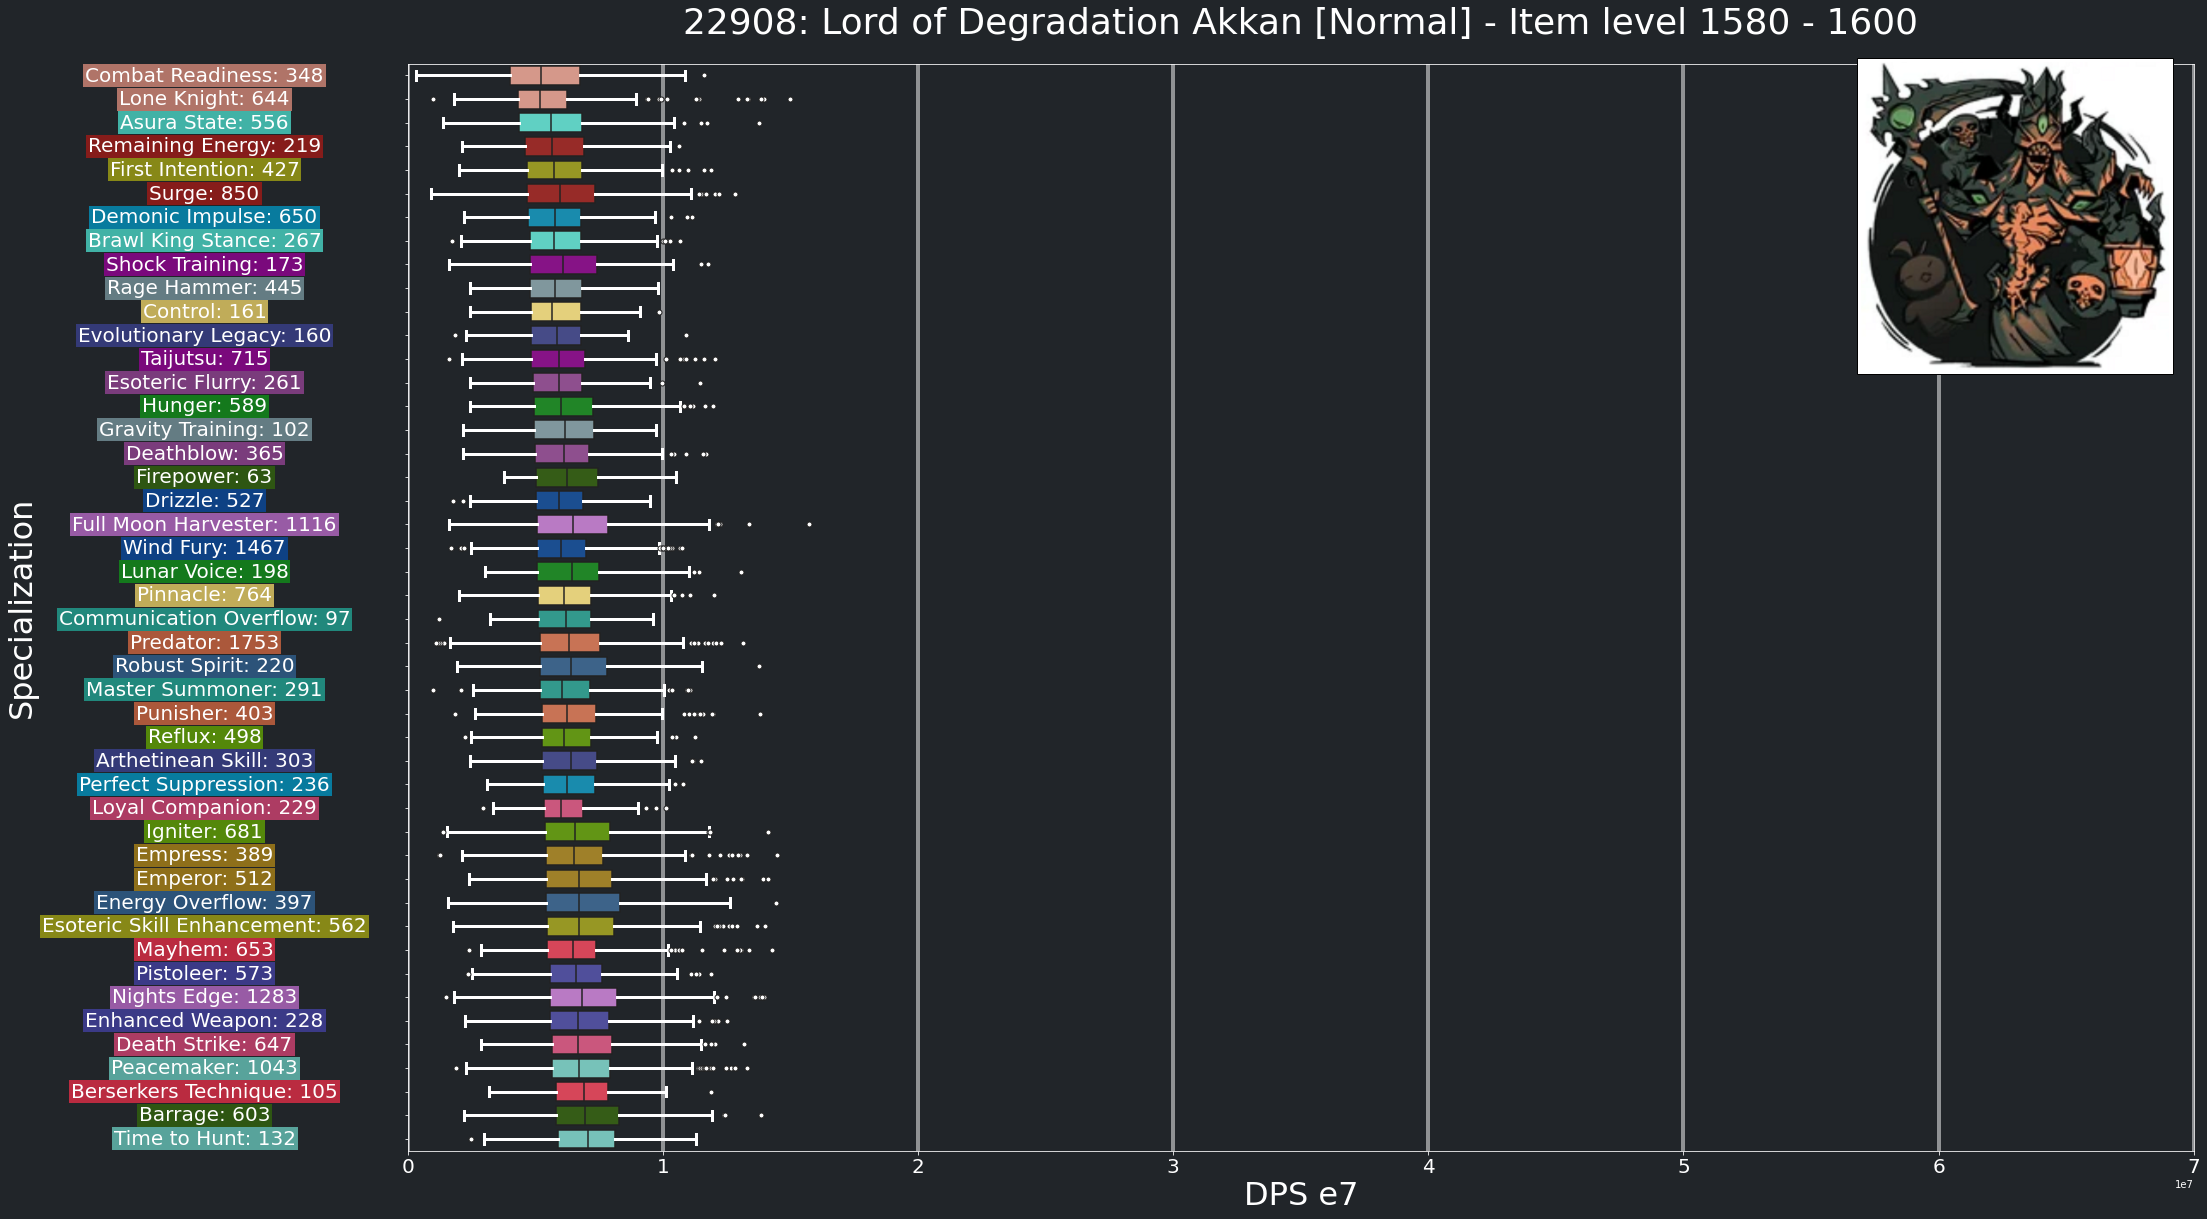 22908: Lord of Degradation Akkan [Normal] - Item level 1580 - 1600
Combat Readiness: 348
Lone Knight: 644
Asura State: 556
Remaining Energy: 219
First Intention: 427
Surge: 850
Demonic Impulse: 650
Brawl King Stance: 267
Shock Training: 173
Rage Hammer: 445
Control: 161
Evolutionary Legacy: 160
Taijutsu: 715
Esoteric Flurry: 261
Hunger: 589
Gravity Training: 102
Deathblow: 365
Firepower: 63
Drizzle: 527
Full Moon Harvester: 1116
Wind Fury: 1467
Lunar Voice: 198
Pinnacle: 764
Communication Overflow: 97
Predator: 1753
Robust Spirit: 220
Master Summoner: 291
Punisher: 403
Reflux: 498
Arthetinean Skill: 303
Perfect Suppression: 236
Loyal Companion: 229
Igniter: 681
Empress: 389
Emperor: 512
Energy Overflow: 397
Esoteric Skill Enhancement: 562
Mayhem: 653
Pistoleer: 573
Nights Edge: 1283
Enhanced Weapon: 228
Death Strike: 647
Peacemaker: 1043
Berserkers Technique: 105
Barrage: 603
Time to Hunt: 132
Specialization
0 1 2 3 4 5 6 7
1e7
DPS e7